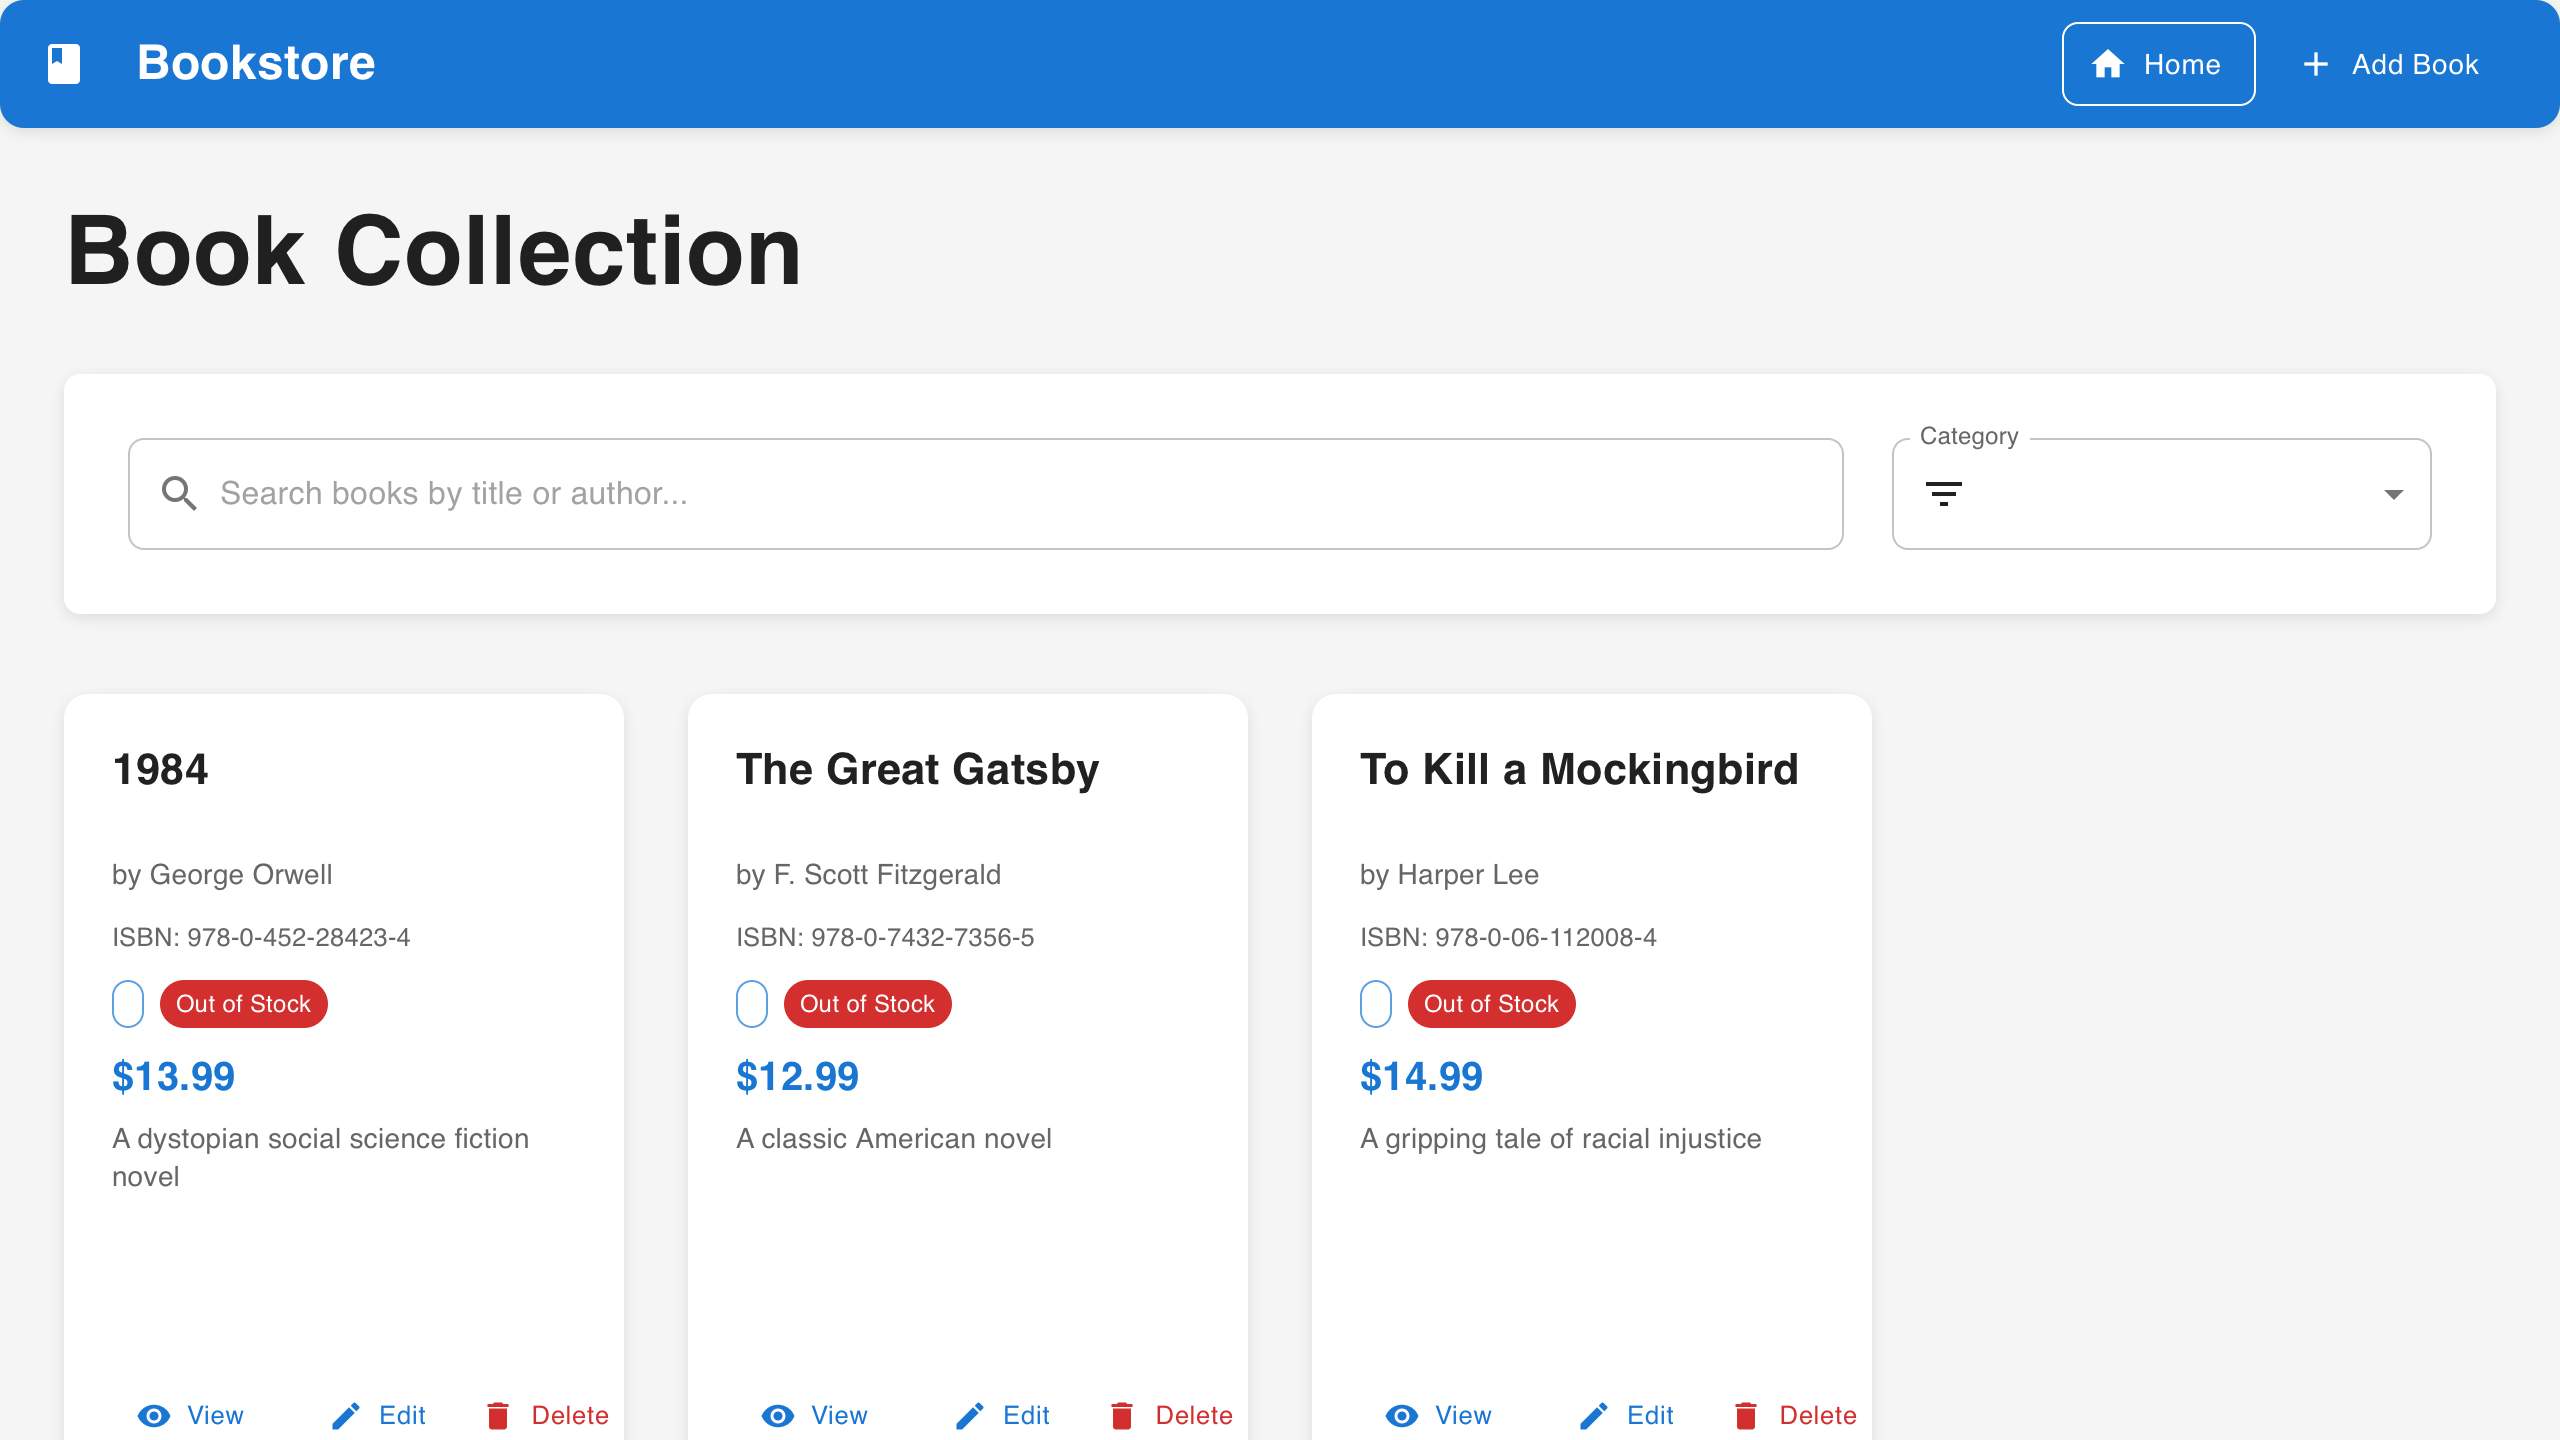 Bookstore
Home
Add Book
Book Collection
Search books by title or author...
Category
1984
by George Orwell
ISBN: 978-0-452-28423-4
Out of Stock
$13.99
A dystopian social science fiction
novel
View
Edit
Delete
The Great Gatsby
by F. Scott Fitzgerald
ISBN: 978-0-7432-7356-5
Out of Stock
$12.99
A classic American novel
View
Edit
Delete
To Kill a Mockingbird
by Harper Lee
ISBN: 978-0-06-112008-4
Out of Stock
$14.99
A gripping tale of racial injustice
View
Edit
Delete